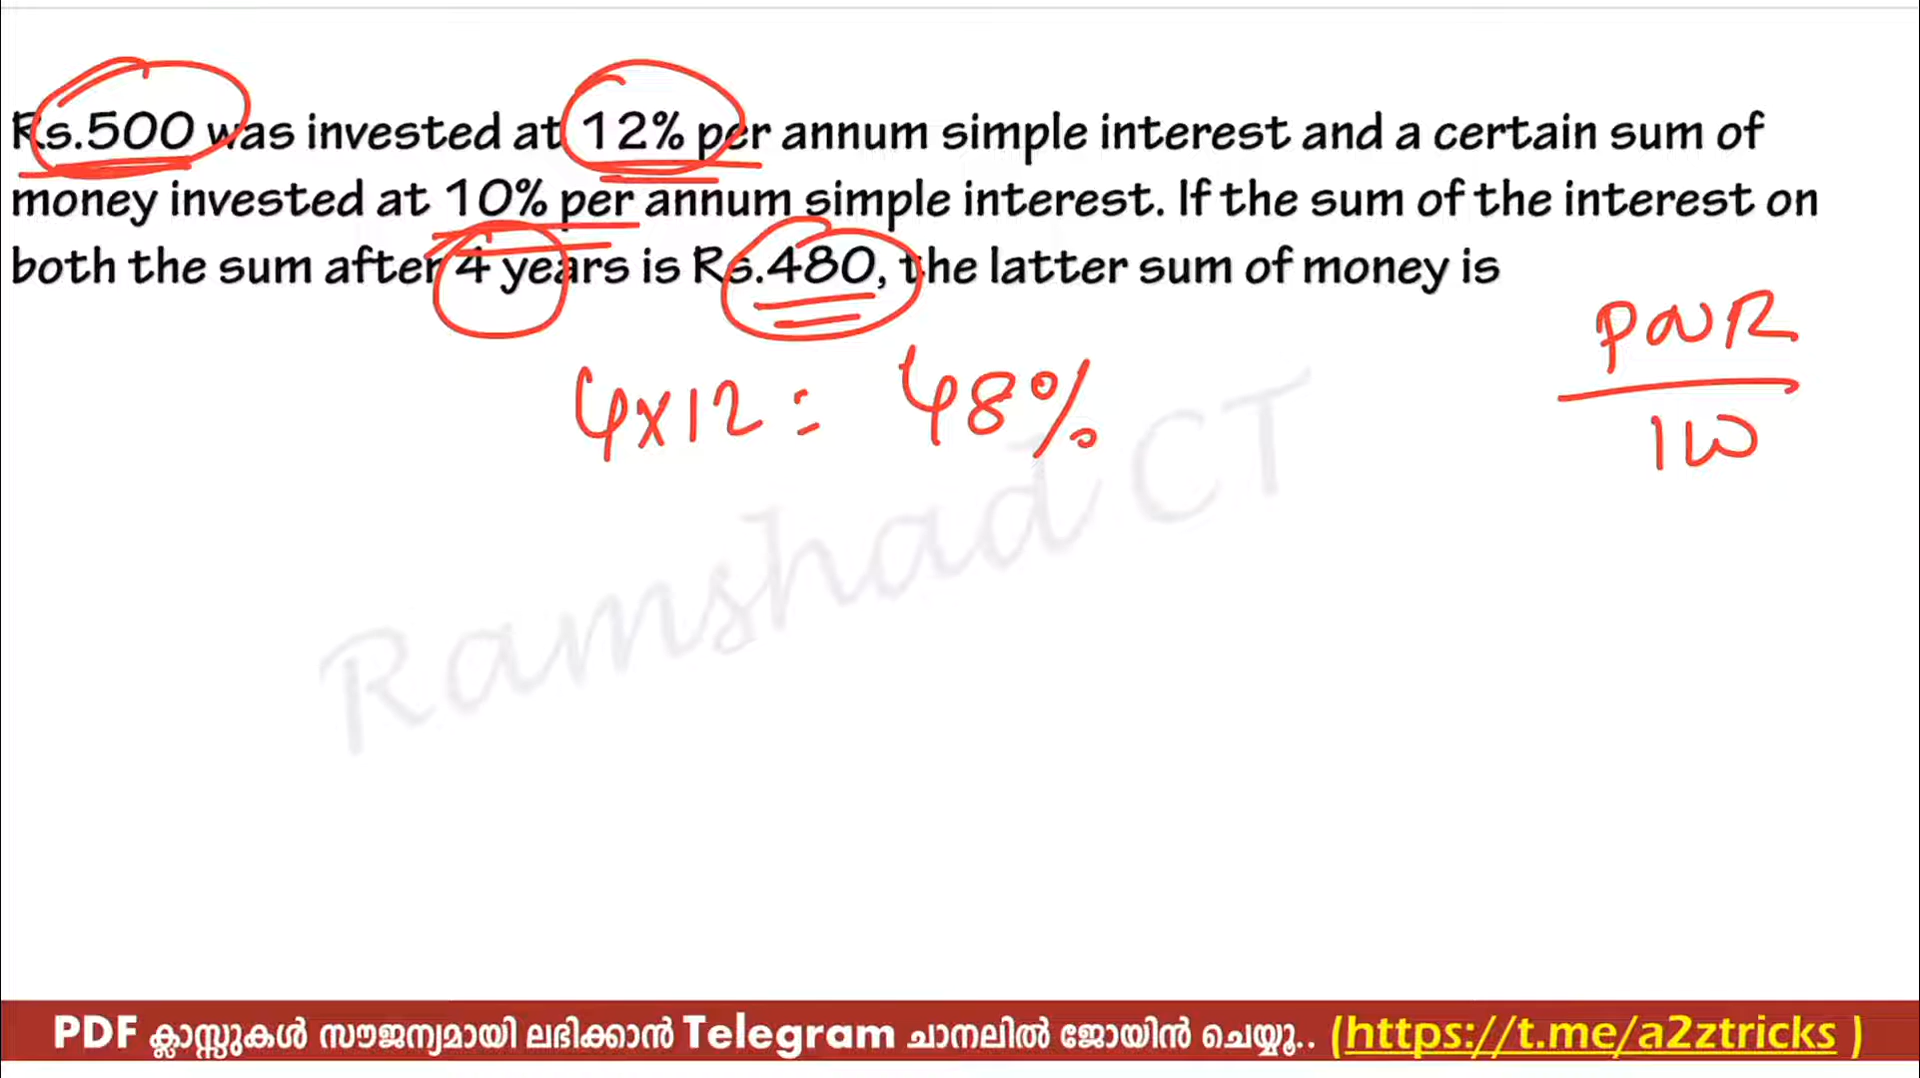 Rs.500 was invested at 12% per annum simple interest and a certain sum of
money invested at 10% per annum simple interest. If the sum of the interest on
both the sum after 4 years is Rs.480, the latter sum of money is
PNR
100
4x12 = 48%
Ramshad CT
PDF ക്ലാസ്സുകൾ സൗജന്യമായി ലഭിക്കാൻ Telegram ചാനലിൽ ജോയിൻ ചെയ്യൂ.. (https://t.me/a2ztricks )